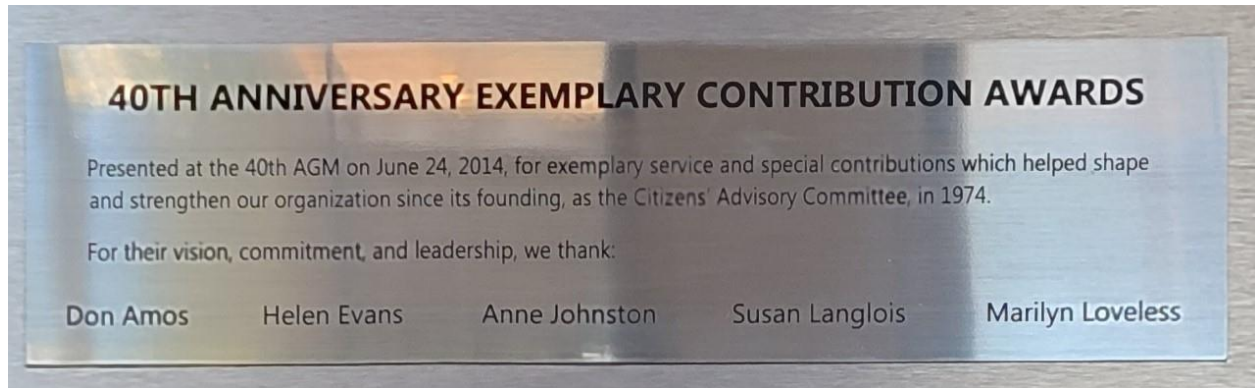 40TH ANNIVERSARY EXEMPLARY CONTRIBUTION AWARDS
Presented at the 40th AGM on June 24, 2014, for exemplary service and special contributions which helped shape
and strengthen our organization since its founding, as the Citizens' Advisory Committee, in 1974.
For their vision, commitment, and leadership, we thank:
Don Amos Helen Evans Anne Johnston Susan Langlois Marilyn Loveless